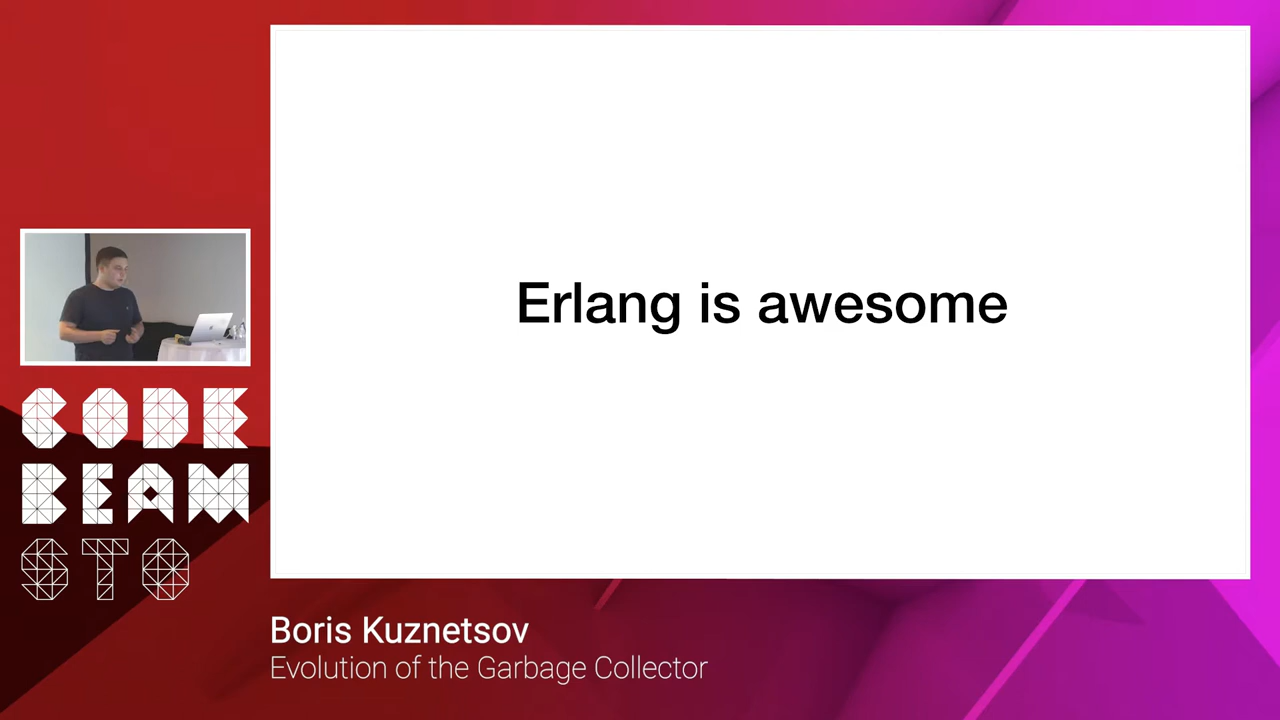 Erlang is awesome
CODE
BEAM
STO
Boris Kuznetsov
Evolution of the Garbage Collector